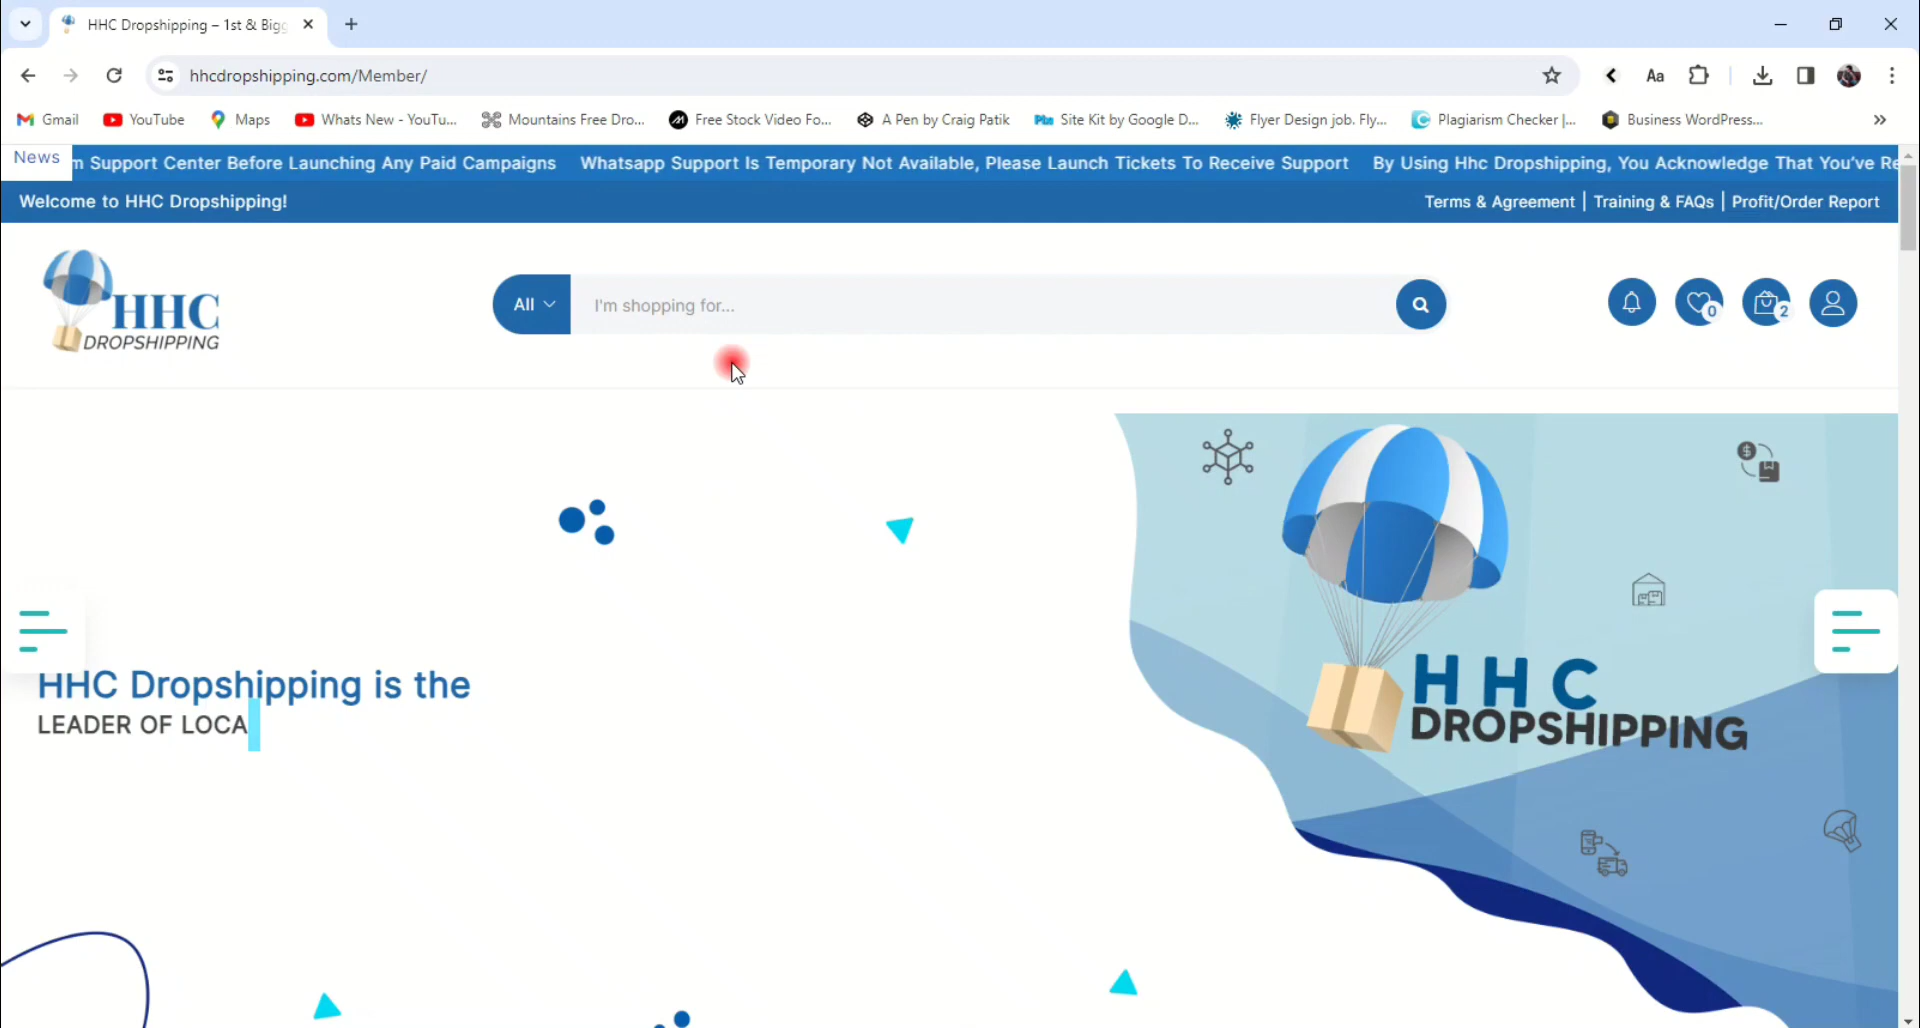 HHC Dropshipping – 1st & Bigg
hhcdropshipping.com/Member/
Aa
Gmail
YouTube
Maps
Whats New - YouTu...
Mountains Free Dro...
Free Stock Video Fo...
A Pen by Craig Patik
Site Kit by Google D...
Flyer Design job. Fly...
Plagiarism Checker |...
Business WordPress...
News
m Support Center Before Launching Any Paid Campaigns Whatsapp Support Is Temporary Not Available, Please Launch Tickets To Receive Support By Using Hhc Dropshipping, You Acknowledge That You've Re
Welcome to HHC Dropshipping!
Terms & Agreement | Training & FAQs | Profit/Order Report
HHC
DROPSHIPPING
All
I'm shopping for...
0
2
HHC Dropshipping is the
LEADER OF LOCA
HHC
DROPSHIPPING